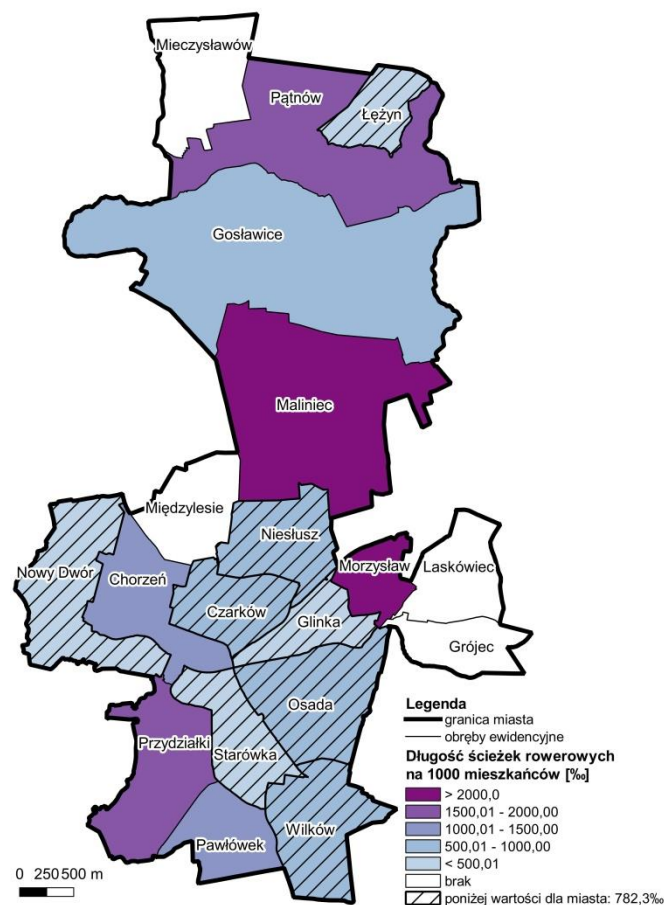 Mieczysławów
Pątnów
Łężyn
Gosławice
Maliniec
Międzylesie
Niesłusz
Nowy Dwór
Chorzeń
Morzysław
Laskówiec
Czarków
Glinka
Grójec
Osada
Przydziałki
Starówka
Wilków
Pawłówek
Legenda
granica miasta
obręby ewidencyjne
Długość ścieżek rowerowych
na 1000 mieszkańców [‰]
> 2000,0
1500,01 - 2000,00
1000,01 - 1500,00
500,01 - 1000,00
< 500,01
brak
poniżej wartości dla miasta: 782,3‰
0 250500 m